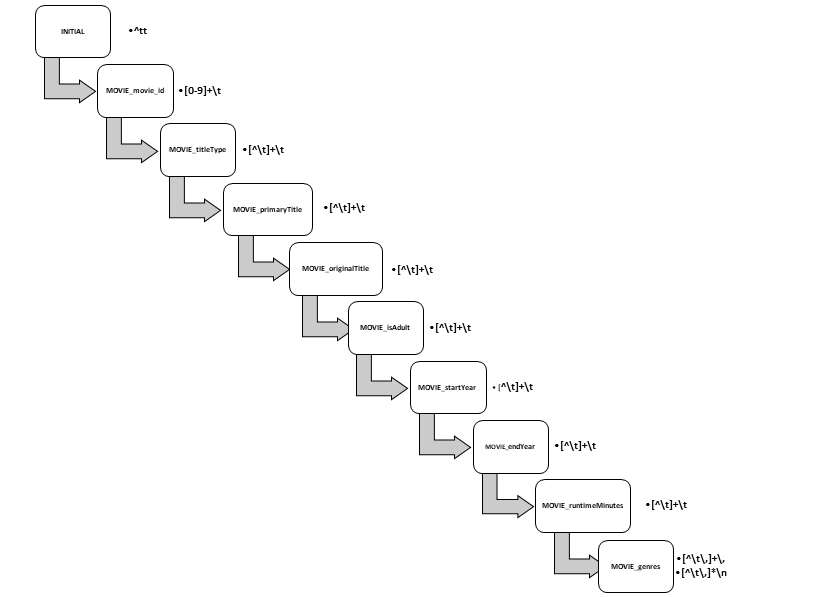 INITIAL
•^tt
MOVIE_movie_id
•[0-9]+\t
MOVIE_titleType
•[^\t]+\t
MOVIE_primaryTitle
•[^\t]+\t
MOVIE_originalTitle
•[^\t]+\t
MOVIE_isAdult
•[^\t]+\t
MOVIE_startYear
•[^\t]+\t
MOVIE_endYear
•[^\t]+\t
MOVIE_runtimeMinutes
•[^\t]+\t
MOVIE_genres
•[^\t\,]+\,
•[^\t\,]*\n